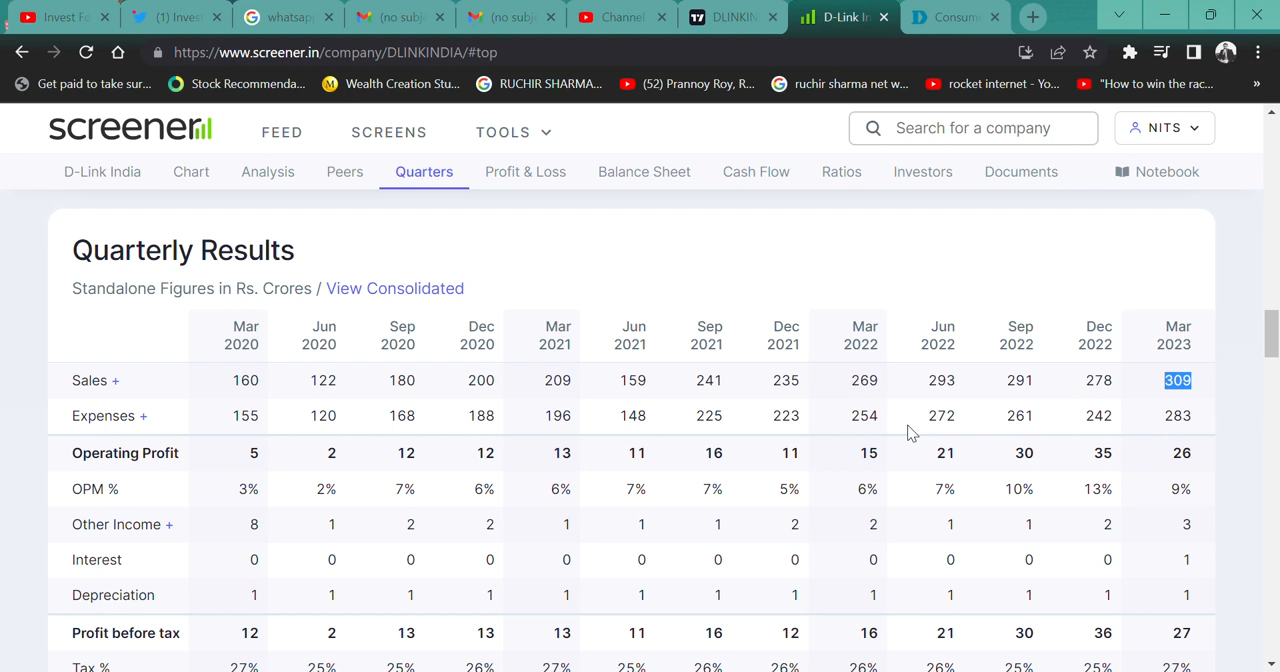 Invest Fo
(1) Invest
whatsapp
(no subje
(no subje
Channel
DLINKIN
D-Link In
Consume
https://www.screener.in/company/DLINKINDIA/#top
Get paid to take sur...
Stock Recommenda...
Wealth Creation Stu...
RUCHIR SHARMA...
(52) Prannoy Roy, R...
ruchir sharma net w...
rocket internet - Yo...
"How to win the rac...
»
screener
FEED
SCREENS
TOOLS
Search for a company
NITS
D-Link India
Chart
Analysis
Peers
Quarters
Profit & Loss
Balance Sheet
Cash Flow
Ratios
Investors
Documents
Notebook
Quarterly Results
Standalone Figures in Rs. Crores / View Consolidated
Mar 2020 Jun 2020 Sep 2020 Dec 2020 Mar 2021 Jun 2021 Sep 2021 Dec 2021 Mar 2022 Jun 2022 Sep 2022 Dec 2022 Mar 2023
Sales + 160 122 180 200 209 159 241 235 269 293 291 278 309
Expenses + 155 120 168 188 196 148 225 223 254 272 261 242 283
Operating Profit 5 2 12 12 13 11 16 11 15 21 30 35 26
OPM % 3% 2% 7% 6% 6% 7% 7% 5% 6% 7% 10% 13% 9%
Other Income + 8 1 2 2 1 1 1 2 2 1 1 2 3
Interest 0 0 0 0 0 0 0 0 0 0 0 0 1
Depreciation 1 1 1 1 1 1 1 1 1 1 1 1 1
Profit before tax 12 2 13 13 13 11 16 12 16 21 30 36 27
Tax % 27% 25% 25% 26% 27% 25% 26% 26% 26% 26% 25% 25% 27%